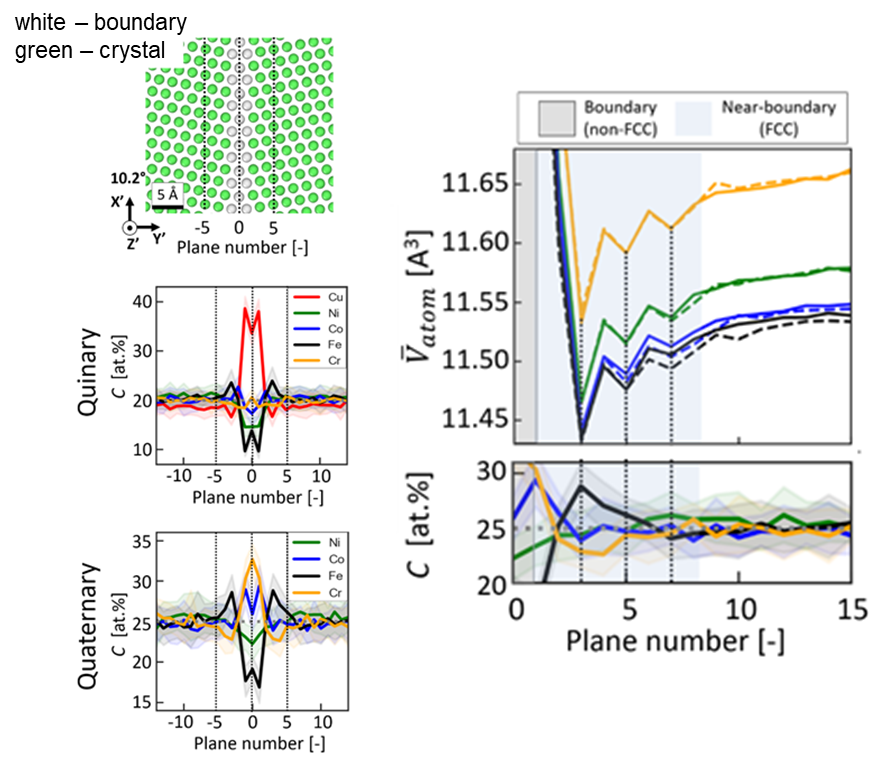 white – boundary
green – crystal
10.2°
5 Å
X'
Z'
Y'
-5 0 5
Plane number [-]
Quinary
C [at.%]
40
30
20
10
Cu
Ni
Co
Fe
Cr
-10 -5 0 5 10
Plane number [-]
Quaternary
C [at.%]
35
30
25
20
15
Ni
Co
Fe
Cr
-10 -5 0 5 10
Plane number [-]
Boundary
(non-FCC)
Near-boundary
(FCC)
V̄atom [A³]
11.65
11.60
11.55
11.50
11.45
C [at.%]
30
25
20
0 5 10 15
Plane number [-]